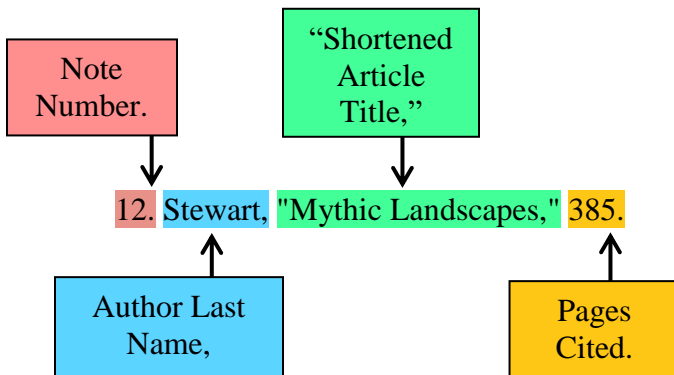 Note
Number.
“Shortened
Article
Title,”
12. Stewart, "Mythic Landscapes," 385.
Author Last
Name,
Pages
Cited.